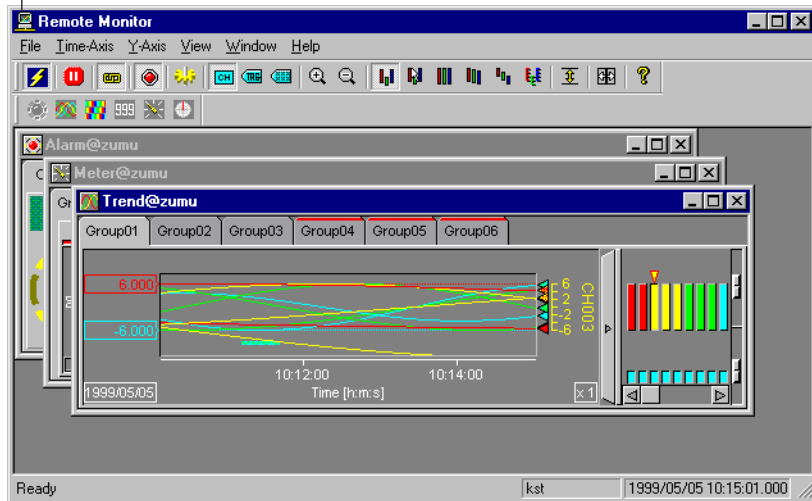 Remote Monitor
File Time-Axis Y-Axis View Window Help
CH TAG
999
Alarm@zumu
Meter@zumu
Gr
Trend@zumu
Group01 Group02 Group03 Group04 Group05 Group06
6.000
-6.000
6
2
-2
-6
CH003
10:12:00 10:14:00
1999/05/05 Time [h:m:s] x 1
Ready kst 1999/05/05 10:15:01.000